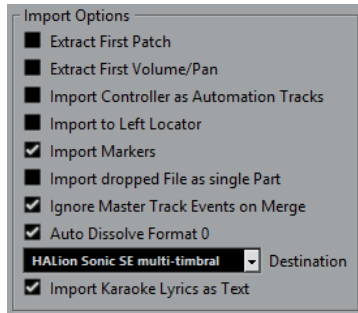 Import Options
Extract First Patch
Extract First Volume/Pan
Import Controller as Automation Tracks
Import to Left Locator
Import Markers
Import dropped File as single Part
Ignore Master Track Events on Merge
Auto Dissolve Format 0
HALion Sonic SE multi-timbral Destination
Import Karaoke Lyrics as Text